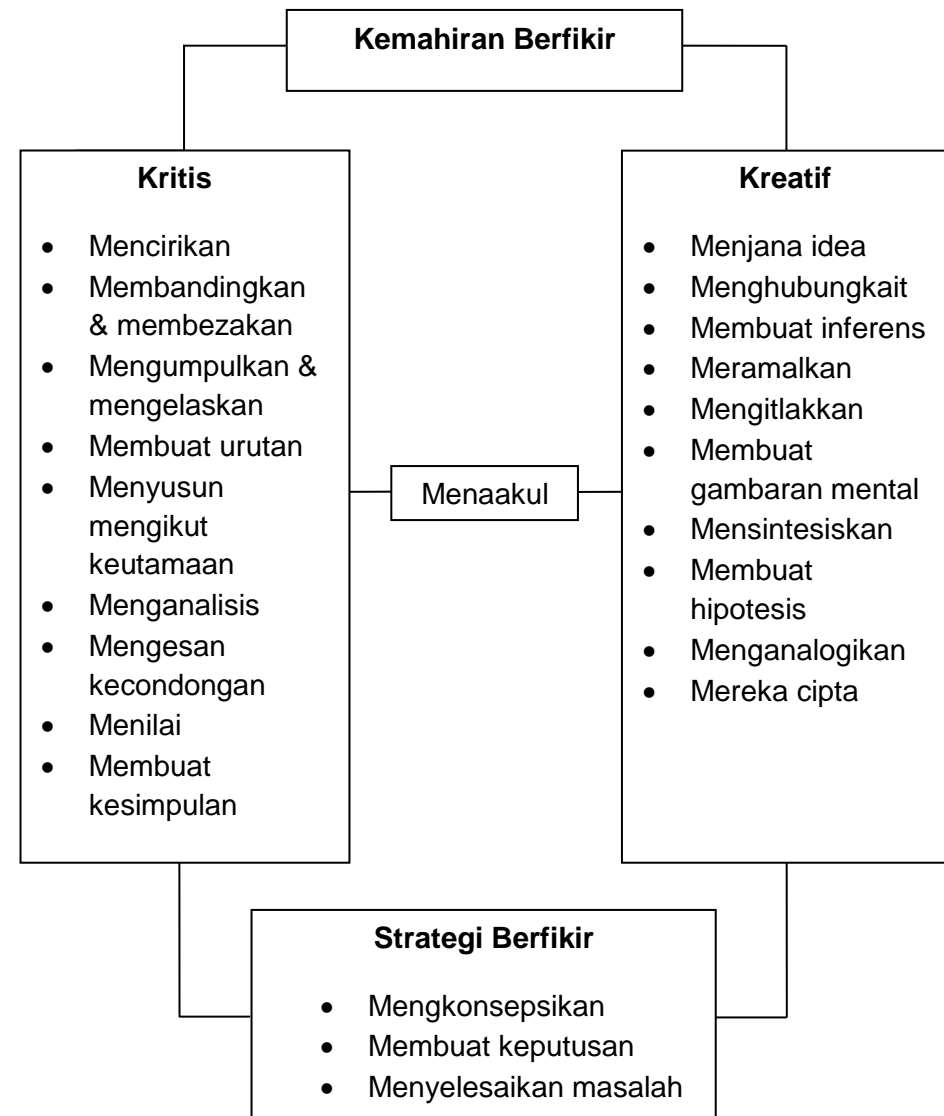 Kemahiran Berfikir
Kritis
• Mencirikan
• Membandingkan
& membezakan
• Mengumpulkan &
mengelaskan
• Membuat urutan
• Menyusun
mengikut
keutamaan
• Menganalisis
• Mengesan
kecondongan
• Menilai
• Membuat
kesimpulan
Menaakul
Kreatif
• Menjana idea
• Menghubungkait
• Membuat inferens
• Meramalkan
• Mengitlakkan
• Membuat
gambaran mental
• Mensintesiskan
• Membuat
hipotesis
• Menganalogikan
• Mereka cipta
Strategi Berfikir
• Mengkonsepsikan
• Membuat keputusan
• Menyelesaikan masalah